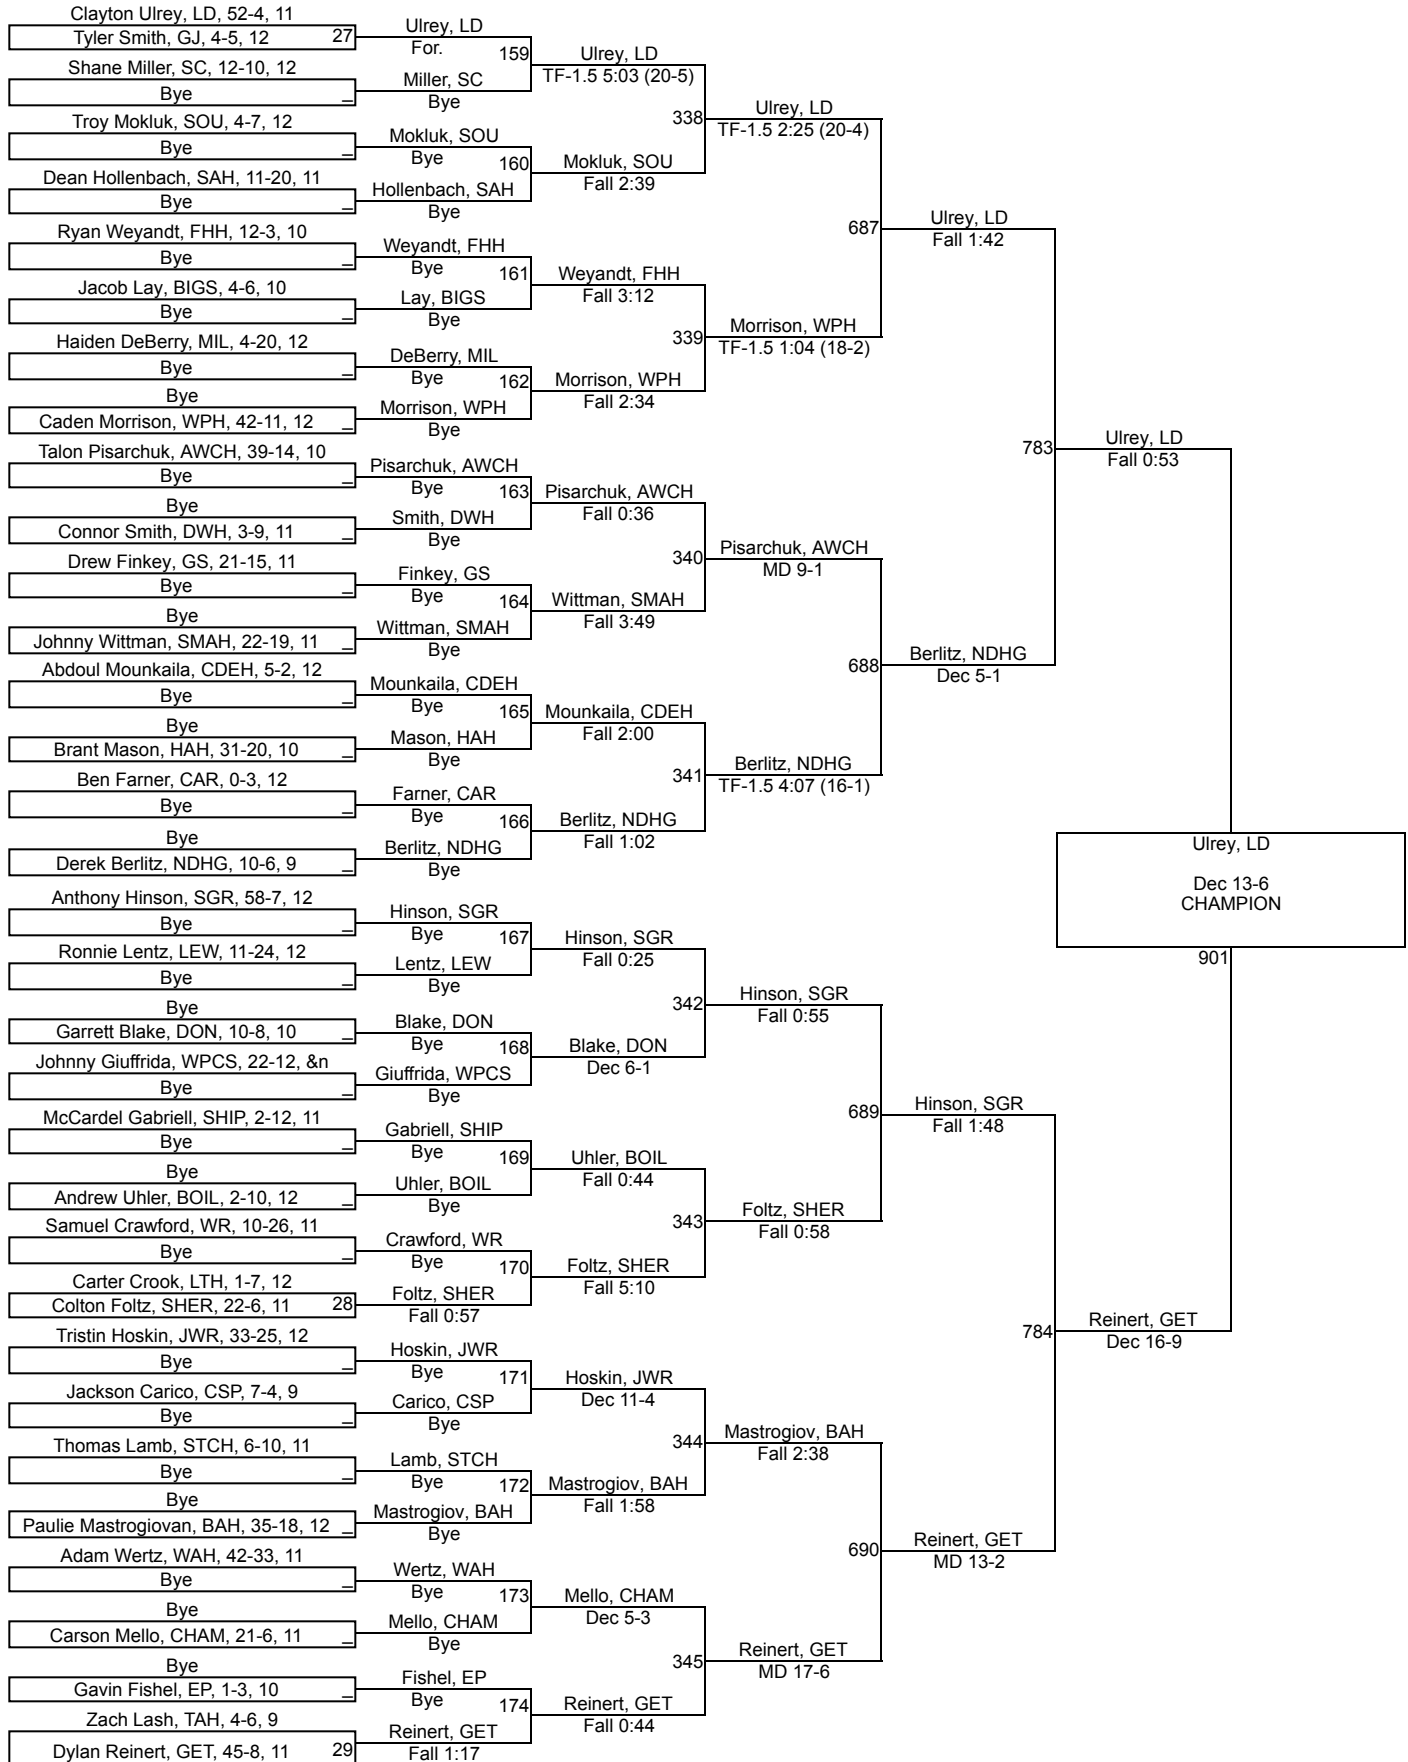 Clayton Ulrey, LD, 52-4, 11
Tyler Smith, GJ, 4-5, 12 27
Shane Miller, SC, 12-10, 12
Bye _
Troy Mokluk, SOU, 4-7, 12
Bye _
Dean Hollenbach, SAH, 11-20, 11
Bye _
Ryan Weyandt, FHH, 12-3, 10
Bye _
Jacob Lay, BIGS, 4-6, 10
Bye _
Haiden DeBerry, MIL, 4-20, 12
Bye _
Bye
Caden Morrison, WPH, 42-11, 12 _
Talon Pisarchuk, AWCH, 39-14, 10
Bye _
Bye
Connor Smith, DWH, 3-9, 11 _
Drew Finkey, GS, 21-15, 11
Bye _
Bye
Johnny Wittman, SMAH, 22-19, 11 _
Abdoul Mounkaila, CDEH, 5-2, 12
Bye _
Bye
Brant Mason, HAH, 31-20, 10 _
Ben Farner, CAR, 0-3, 12
Bye _
Bye
Derek Berlitz, NDHG, 10-6, 9 _
Anthony Hinson, SGR, 58-7, 12
Bye _
Ronnie Lentz, LEW, 11-24, 12
Bye _
Bye
Garrett Blake, DON, 10-8, 10 _
Johnny Giuffrida, WPCS, 22-12, &n
Bye _
McCardel Gabriell, SHIP, 2-12, 11
Bye _
Bye
Andrew Uhler, BOIL, 2-10, 12 _
Samuel Crawford, WR, 10-26, 11
Bye _
Carter Crook, LTH, 1-7, 12
Colton Foltz, SHER, 22-6, 11 28
Tristin Hoskin, JWR, 33-25, 12
Bye _
Jackson Carico, CSP, 7-4, 9
Bye _
Thomas Lamb, STCH, 6-10, 11
Bye _
Bye
Paulie Mastrogiovan, BAH, 35-18, 12 _
Adam Wertz, WAH, 42-33, 11
Bye _
Bye
Carson Mello, CHAM, 21-6, 11 _
Bye
Gavin Fishel, EP, 1-3, 10 _
Zach Lash, TAH, 4-6, 9
Dylan Reinert, GET, 45-8, 11 29
Ulrey, LD
For.
159
Miller, SC
Bye
Mokluk, SOU
Bye
160
Hollenbach, SAH
Bye
Weyandt, FHH
Bye
161
Lay, BIGS
Bye
DeBerry, MIL
Bye
162
Morrison, WPH
Bye
Pisarchuk, AWCH
Bye
163
Smith, DWH
Bye
Finkey, GS
Bye
164
Wittman, SMAH
Bye
Mounkaila, CDEH
Bye
165
Mason, HAH
Bye
Farner, CAR
Bye
166
Berlitz, NDHG
Bye
Hinson, SGR
Bye
167
Lentz, LEW
Bye
Blake, DON
Bye
168
Giuffrida, WPCS
Bye
Gabriell, SHIP
Bye
169
Uhler, BOIL
Bye
Crawford, WR
Bye
170
Foltz, SHER
Fall 0:57
Hoskin, JWR
Bye
171
Carico, CSP
Bye
Lamb, STCH
Bye
172
Mastrogiov, BAH
Bye
Wertz, WAH
Bye
173
Mello, CHAM
Bye
Fishel, EP
Bye
174
Reinert, GET
Fall 1:17
Ulrey, LD
TF-1.5 5:03 (20-5)
338
Mokluk, SOU
Fall 2:39
Weyandt, FHH
Fall 3:12
339
Morrison, WPH
Fall 2:34
Pisarchuk, AWCH
Fall 0:36
340
Wittman, SMAH
Fall 3:49
Mounkaila, CDEH
Fall 2:00
341
Berlitz, NDHG
Fall 1:02
Hinson, SGR
Fall 0:25
342
Blake, DON
Dec 6-1
Uhler, BOIL
Fall 0:44
343
Foltz, SHER
Fall 5:10
Hoskin, JWR
Dec 11-4
344
Mastrogiov, BAH
Fall 1:58
Mello, CHAM
Dec 5-3
345
Reinert, GET
Fall 0:44
Ulrey, LD
TF-1.5 2:25 (20-4)
687
Morrison, WPH
TF-1.5 1:04 (18-2)
Pisarchuk, AWCH
MD 9-1
688
Berlitz, NDHG
TF-1.5 4:07 (16-1)
Hinson, SGR
Fall 0:55
689
Foltz, SHER
Fall 0:58
Mastrogiov, BAH
Fall 2:38
690
Reinert, GET
MD 17-6
Ulrey, LD
Fall 1:42
783
Berlitz, NDHG
Dec 5-1
Hinson, SGR
Fall 1:48
784
Reinert, GET
MD 13-2
Ulrey, LD
Fall 0:53
Ulrey, LD
Dec 13-6
CHAMPION
901
Reinert, GET
Dec 16-9